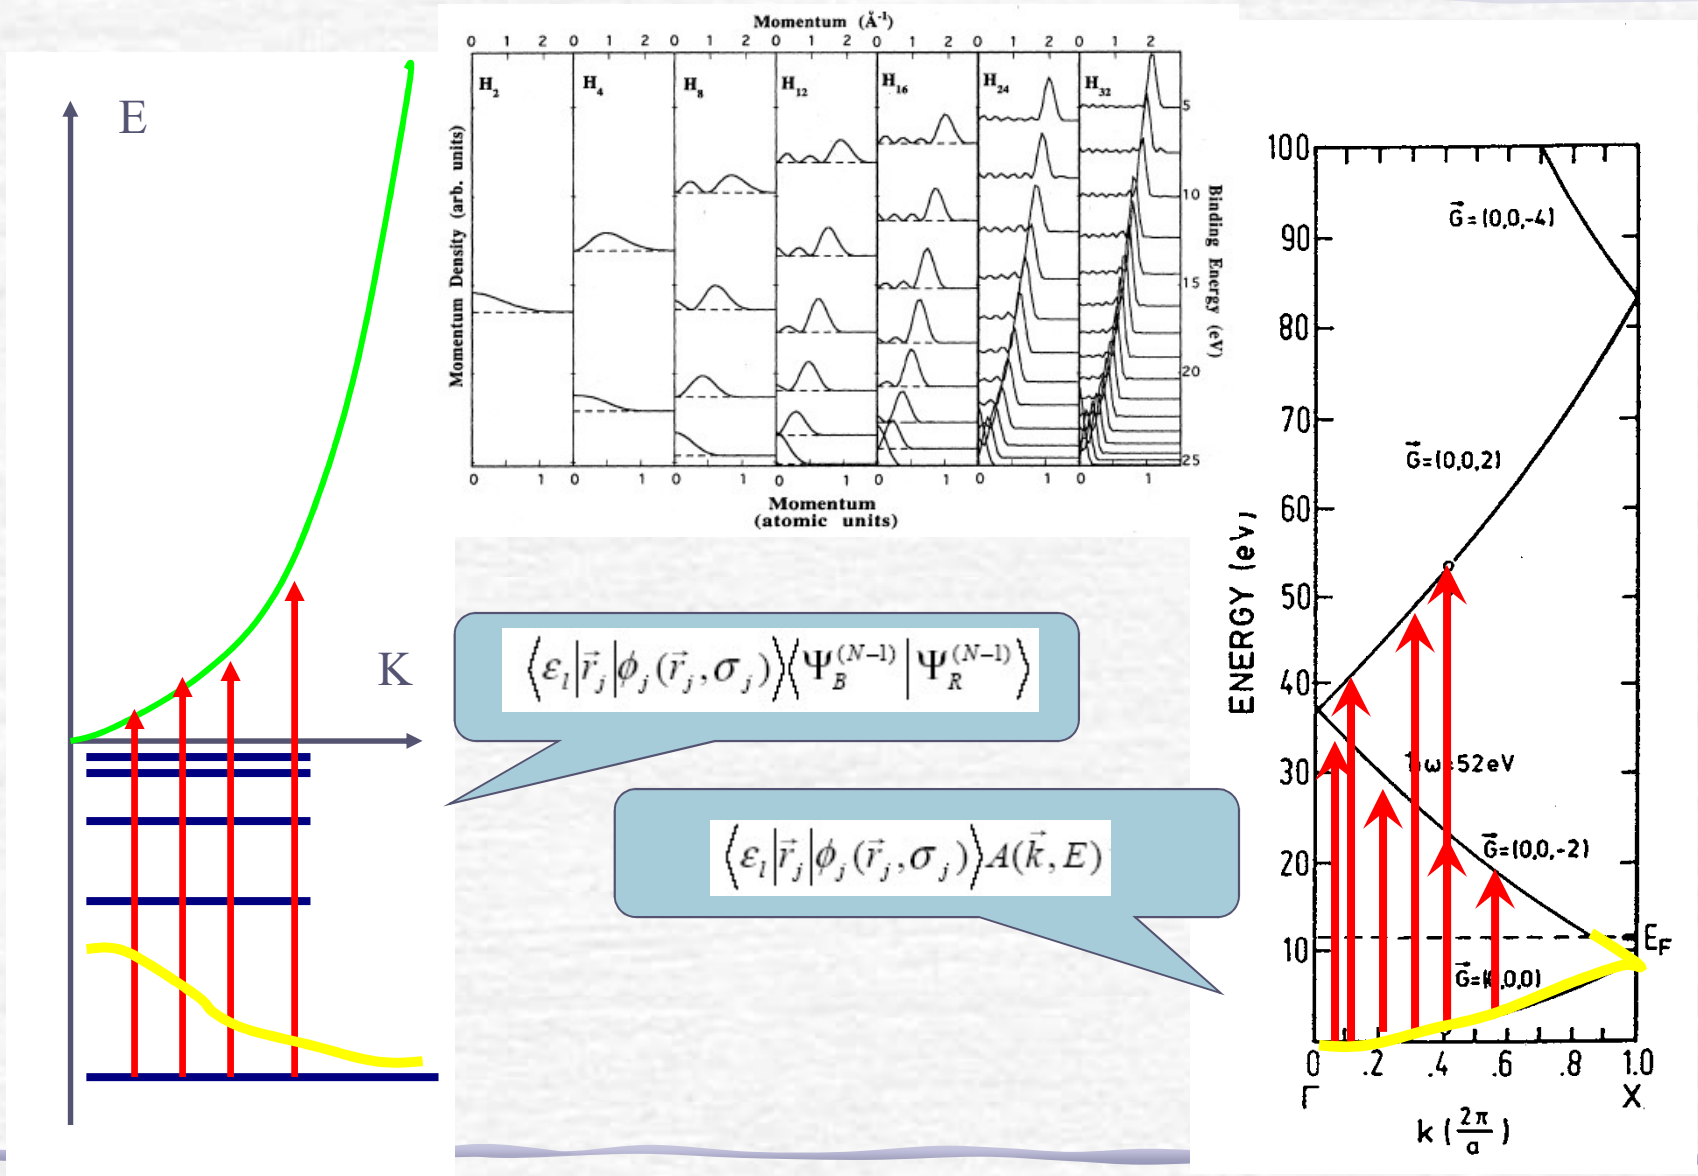 E
K
Momentum (Å⁻¹)
0 1 2 0 1 2 0 1 2 0 1 2 0 1 2 0 1 2 0 1 2
H₂ H₄ H₈ H₁₂ H₁₆ H₂₄ H₃₂
Momentum Density (arb. units)
5
10
15
20
25
Binding Energy (eV)
0 1 0 1 0 1 0 1 0 1 0 1 0 1
Momentum
(atomic units)
⟨ε_l|r⃗_j|ϕ_j(r⃗_j,σ_j)⟩⟨Ψ_B^(N−1)|Ψ_R^(N−1)⟩
⟨ε_l|r⃗_j|ϕ_j(r⃗_j,σ_j)⟩A(k⃗,E)
ENERGY (eV)
100
90
80
70
60
50
40
30
20
10
G⃗=(0,0,-4)
G⃗=(0,0,2)
ω=52eV
G⃗=(0,0,-2)
E_F
G⃗=(0,0,0)
0 .2 .4 .6 .8 1.0
Γ X
k (2π/a)